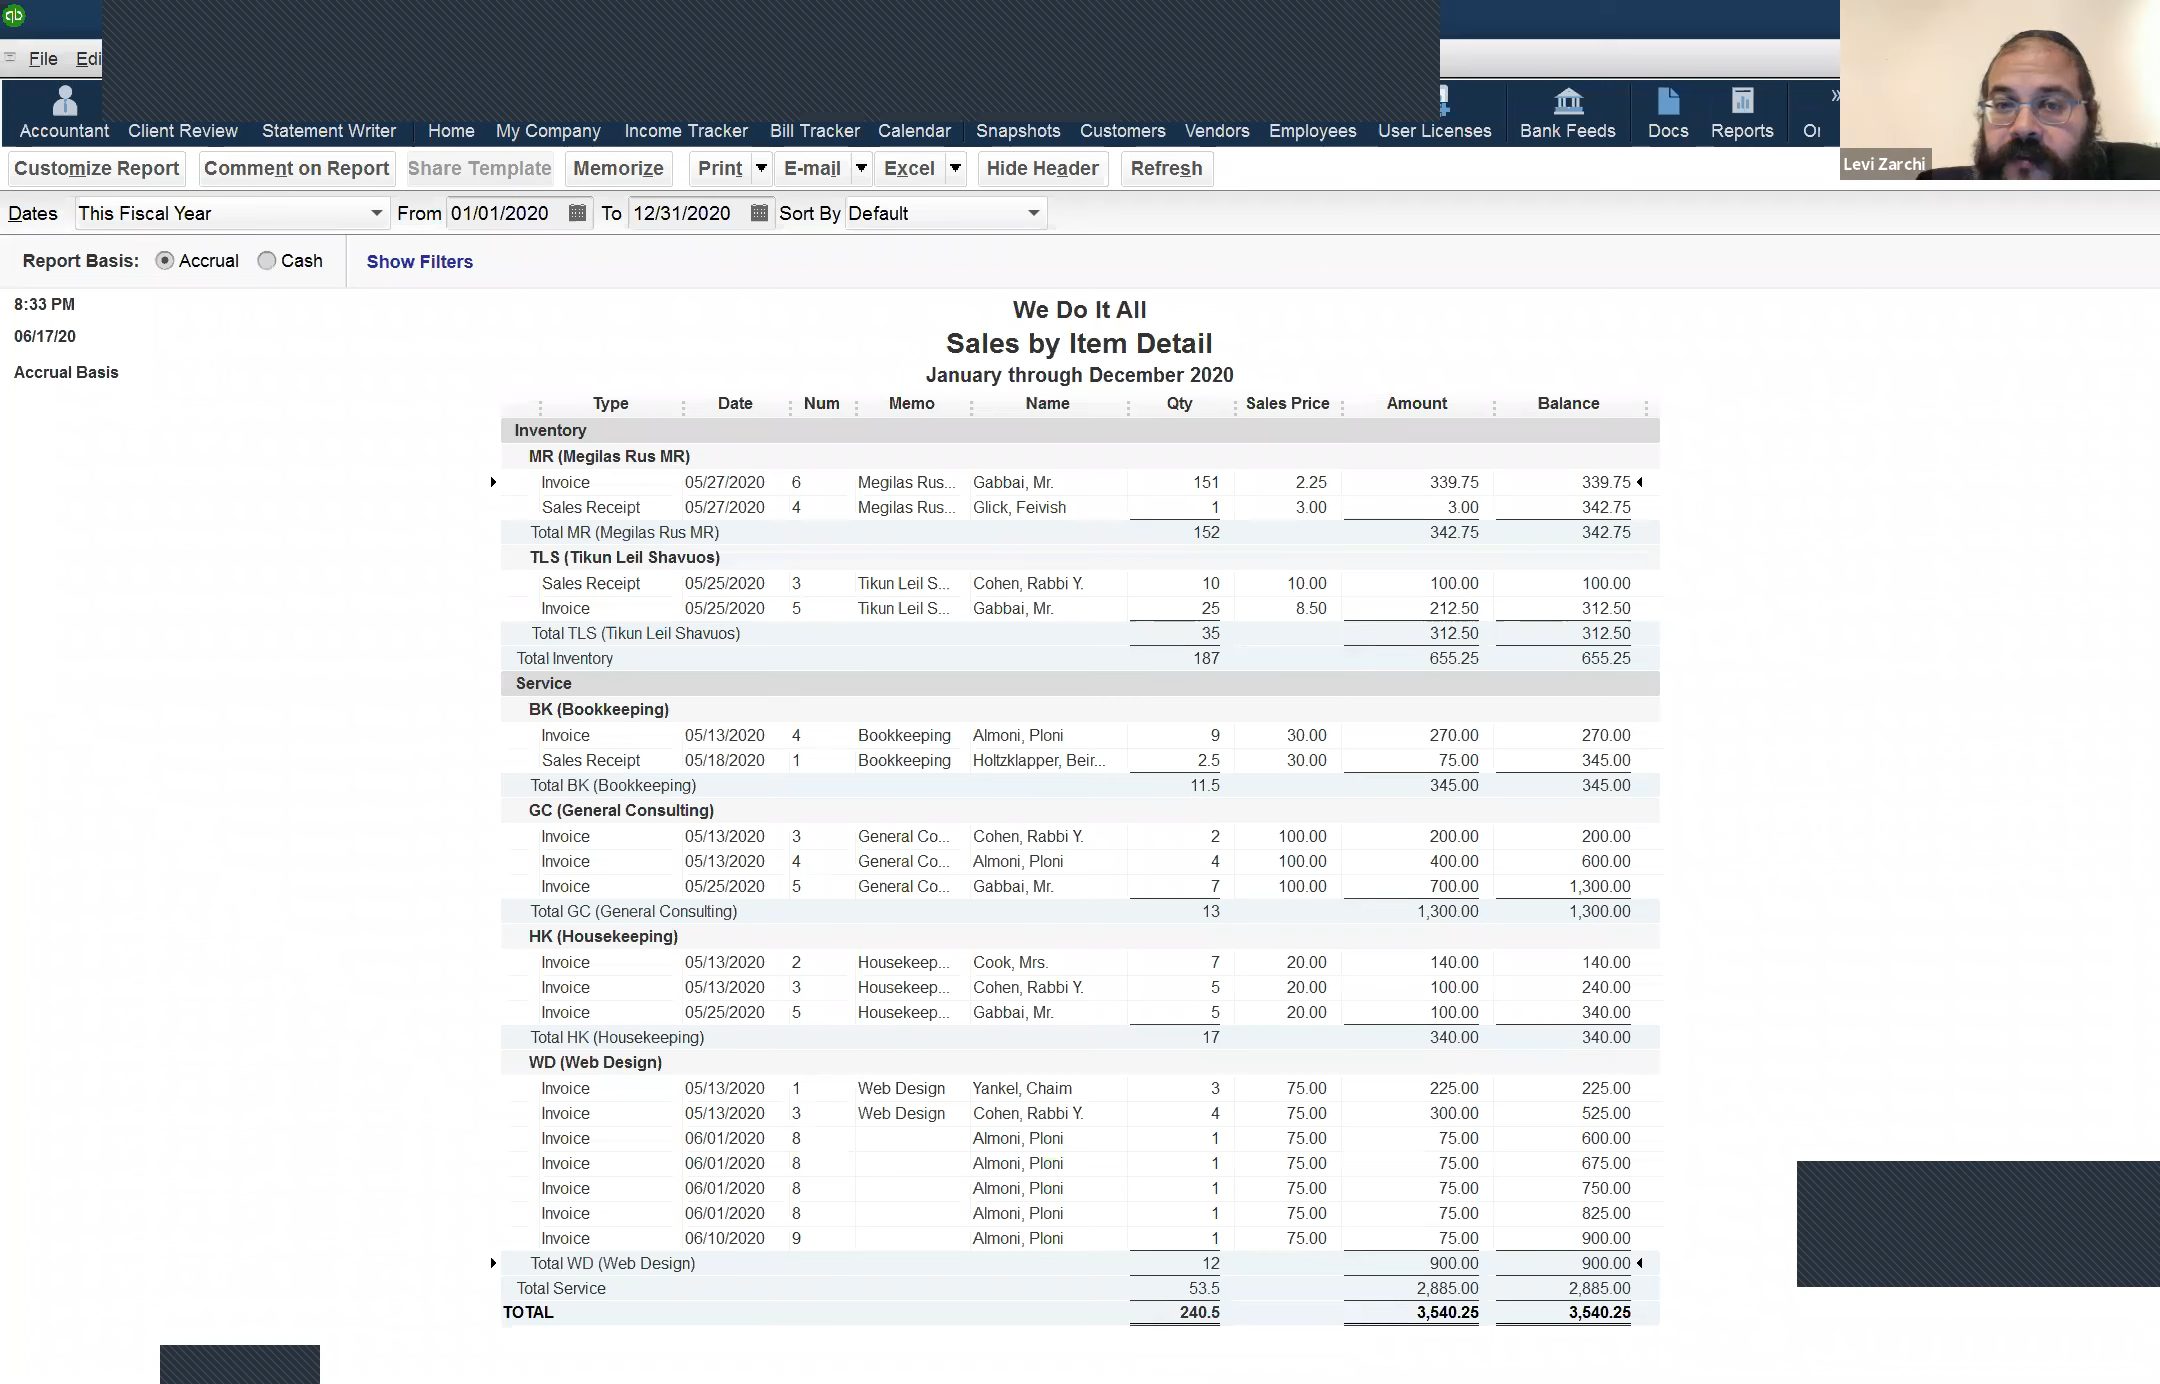 qb
File Edi
Accountant Client Review Statement Writer Home My Company Income Tracker Bill Tracker Calendar Snapshots Customers Vendors Employees User Licenses Bank Feeds Docs Reports
Levi Zarchi
Customize Report Comment on Report Share Template Memorize Print E-mail Excel Hide Header Refresh
Dates This Fiscal Year From 01/01/2020 To 12/31/2020 Sort By Default
Report Basis: Accrual Cash Show Filters
8:33 PM
06/17/20
Accrual Basis
We Do It All
Sales by Item Detail
January through December 2020
Type Date Num Memo Name Qty Sales Price Amount Balance
Inventory
MR (Megilas Rus MR)
Invoice 05/27/2020 6 Megilas Rus... Gabbai, Mr. 151 2.25 339.75 339.75
Sales Receipt 05/27/2020 4 Megilas Rus... Glick, Feivish 1 3.00 3.00 342.75
Total MR (Megilas Rus MR) 152 342.75 342.75
TLS (Tikun Leil Shavuos)
Sales Receipt 05/25/2020 3 Tikun Leil S... Cohen, Rabbi Y. 10 10.00 100.00 100.00
Invoice 05/25/2020 5 Tikun Leil S... Gabbai, Mr. 25 8.50 212.50 312.50
Total TLS (Tikun Leil Shavuos) 35 312.50 312.50
Total Inventory 187 655.25 655.25
Service
BK (Bookkeeping)
Invoice 05/13/2020 4 Bookkeeping Almoni, Ploni 9 30.00 270.00 270.00
Sales Receipt 05/18/2020 1 Bookkeeping Holtzklapper, Beir... 2.5 30.00 75.00 345.00
Total BK (Bookkeeping) 11.5 345.00 345.00
GC (General Consulting)
Invoice 05/13/2020 3 General Co... Cohen, Rabbi Y. 2 100.00 200.00 200.00
Invoice 05/13/2020 4 General Co... Almoni, Ploni 4 100.00 400.00 600.00
Invoice 05/25/2020 5 General Co... Gabbai, Mr. 7 100.00 700.00 1,300.00
Total GC (General Consulting) 13 1,300.00 1,300.00
HK (Housekeeping)
Invoice 05/13/2020 2 Housekeep... Cook, Mrs. 7 20.00 140.00 140.00
Invoice 05/13/2020 3 Housekeep... Cohen, Rabbi Y. 5 20.00 100.00 240.00
Invoice 05/25/2020 5 Housekeep... Gabbai, Mr. 5 20.00 100.00 340.00
Total HK (Housekeeping) 17 340.00 340.00
WD (Web Design)
Invoice 05/13/2020 1 Web Design Yankel, Chaim 3 75.00 225.00 225.00
Invoice 05/13/2020 3 Web Design Cohen, Rabbi Y. 4 75.00 300.00 525.00
Invoice 06/01/2020 8 Almoni, Ploni 1 75.00 75.00 600.00
Invoice 06/01/2020 8 Almoni, Ploni 1 75.00 75.00 675.00
Invoice 06/01/2020 8 Almoni, Ploni 1 75.00 75.00 750.00
Invoice 06/01/2020 8 Almoni, Ploni 1 75.00 75.00 825.00
Invoice 06/10/2020 9 Almoni, Ploni 1 75.00 75.00 900.00
Total WD (Web Design) 12 900.00 900.00
Total Service 53.5 2,885.00 2,885.00
TOTAL 240.5 3,540.25 3,540.25